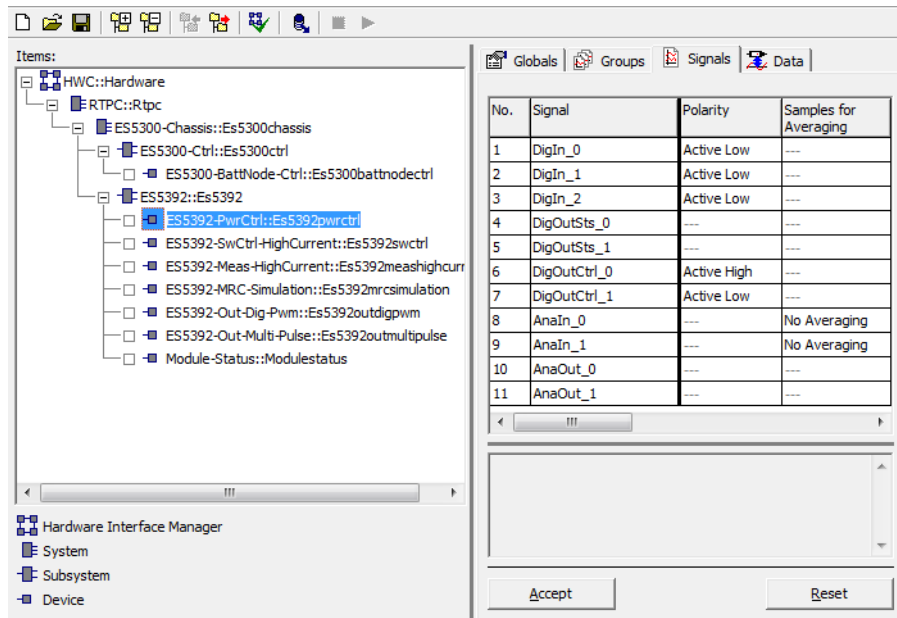 Items:
HWC::Hardware
RTPC::Rtpc
ES5300-Chassis::Es5300chassis
ES5300-Ctrl::Es5300ctrl
ES5300-BattNode-Ctrl::Es5300battnodectrl
ES5392::Es5392
ES5392-PwrCtrl::Es5392pwrctrl
ES5392-SwCtrl-HighCurrent::Es5392swctrl
ES5392-Meas-HighCurrent::Es5392meashighcurr
ES5392-MRC-Simulation::Es5392mrcsimulation
ES5392-Out-Dig-Pwm::Es5392outdigpwm
ES5392-Out-Multi-Pulse::Es5392outmultipulse
Module-Status::Modulestatus
Hardware Interface Manager
System
Subsystem
Device
Globals Groups Signals Data
No. Signal Polarity Samples for
Averaging
1 DigIn_0 Active Low ---
2 DigIn_1 Active Low ---
3 DigIn_2 Active Low ---
4 DigOutSts_0 --- ---
5 DigOutSts_1 --- ---
6 DigOutCtrl_0 Active High ---
7 DigOutCtrl_1 Active Low ---
8 AnaIn_0 --- No Averaging
9 AnaIn_1 --- No Averaging
10 AnaOut_0 --- ---
11 AnaOut_1 --- ---
Accept Reset